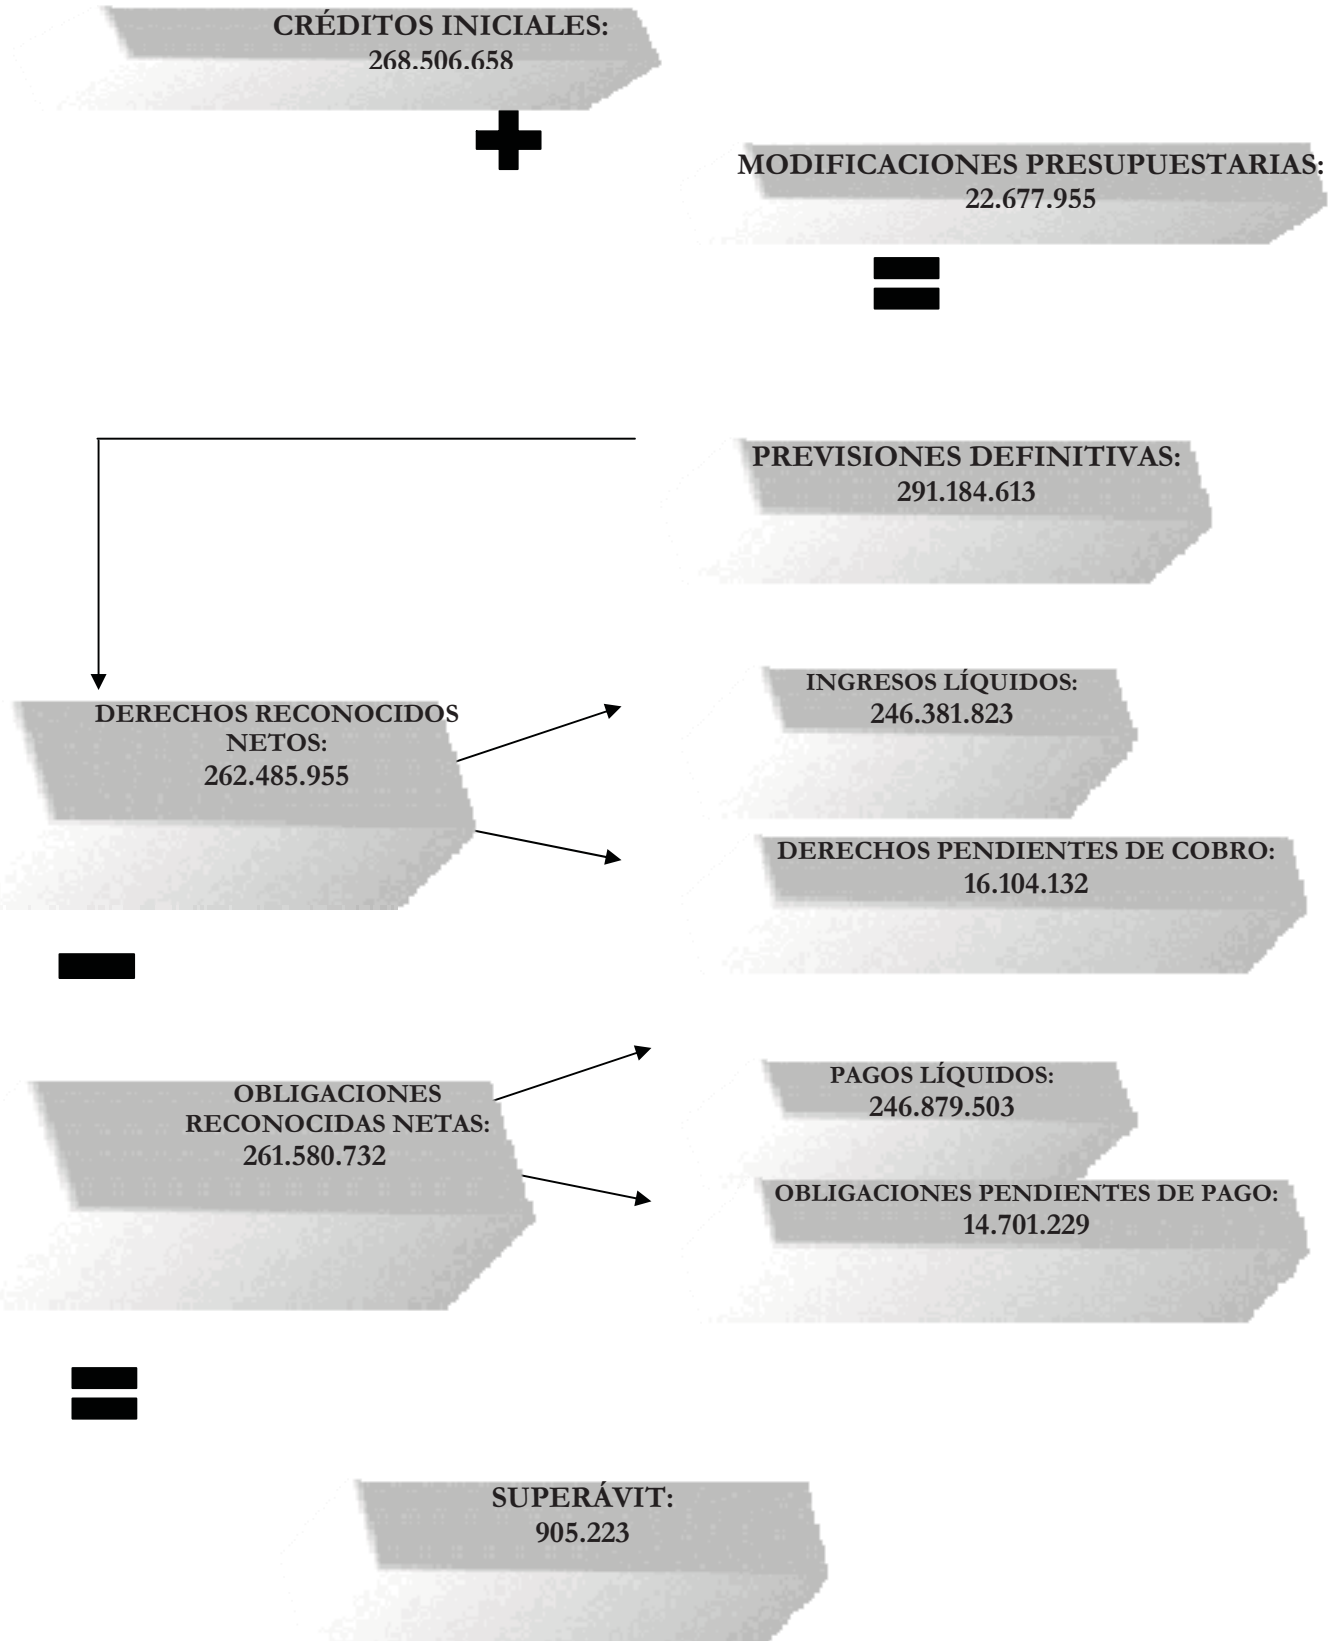 CRÉDITOS INICIALES:
268.506.658
MODIFICACIONES PRESUPUESTARIAS:
22.677.955
PREVISIONES DEFINITIVAS:
291.184.613
DERECHOS RECONOCIDOS
NETOS:
262.485.955
INGRESOS LÍQUIDOS:
246.381.823
DERECHOS PENDIENTES DE COBRO:
16.104.132
OBLIGACIONES
RECONOCIDAS NETAS:
261.580.732
PAGOS LÍQUIDOS:
246.879.503
OBLIGACIONES PENDIENTES DE PAGO:
14.701.229
SUPERÁVIT:
905.223